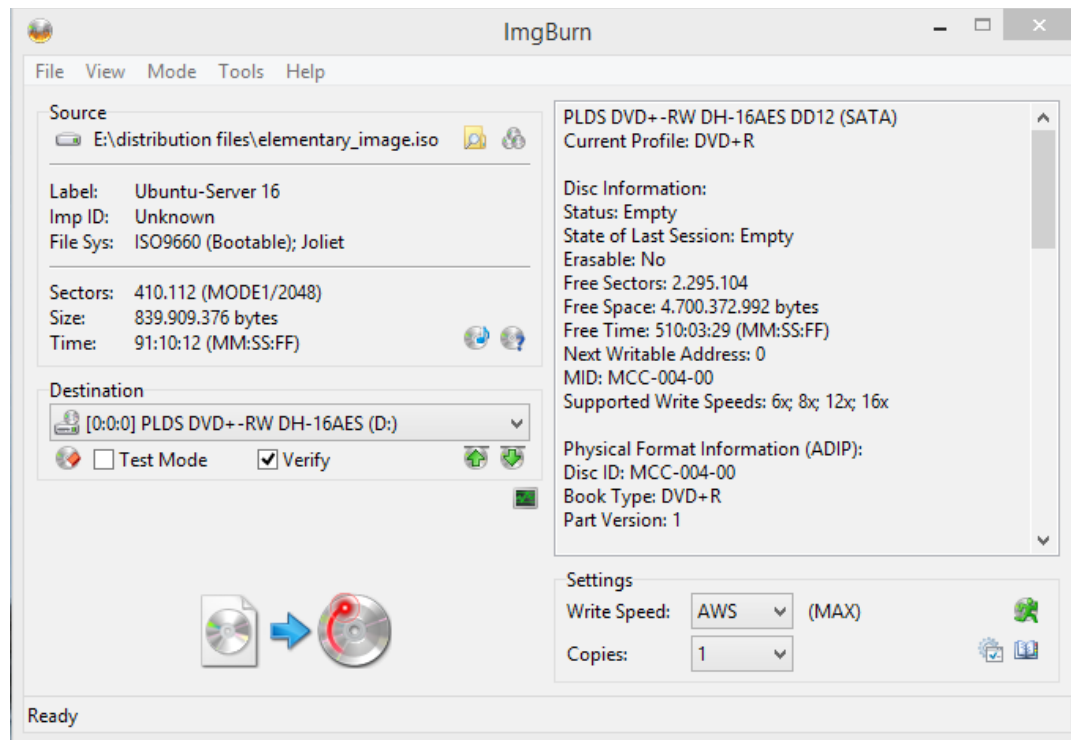 ImgBurn
File View Mode Tools Help
Source
E:\distribution files\elementary_image.iso
Label: Ubuntu-Server 16
Imp ID: Unknown
File Sys: ISO9660 (Bootable); Joliet
Sectors: 410.112 (MODE1/2048)
Size: 839.909.376 bytes
Time: 91:10:12 (MM:SS:FF)
Destination
[0:0:0] PLDS DVD+-RW DH-16AES (D:)
Test Mode Verify
PLDS DVD+-RW DH-16AES DD12 (SATA)
Current Profile: DVD+R
Disc Information:
Status: Empty
State of Last Session: Empty
Erasable: No
Free Sectors: 2.295.104
Free Space: 4.700.372.992 bytes
Free Time: 510:03:29 (MM:SS:FF)
Next Writable Address: 0
MID: MCC-004-00
Supported Write Speeds: 6x; 8x; 12x; 16x
Physical Format Information (ADIP):
Disc ID: MCC-004-00
Book Type: DVD+R
Part Version: 1
Settings
Write Speed: AWS (MAX)
Copies: 1
Ready